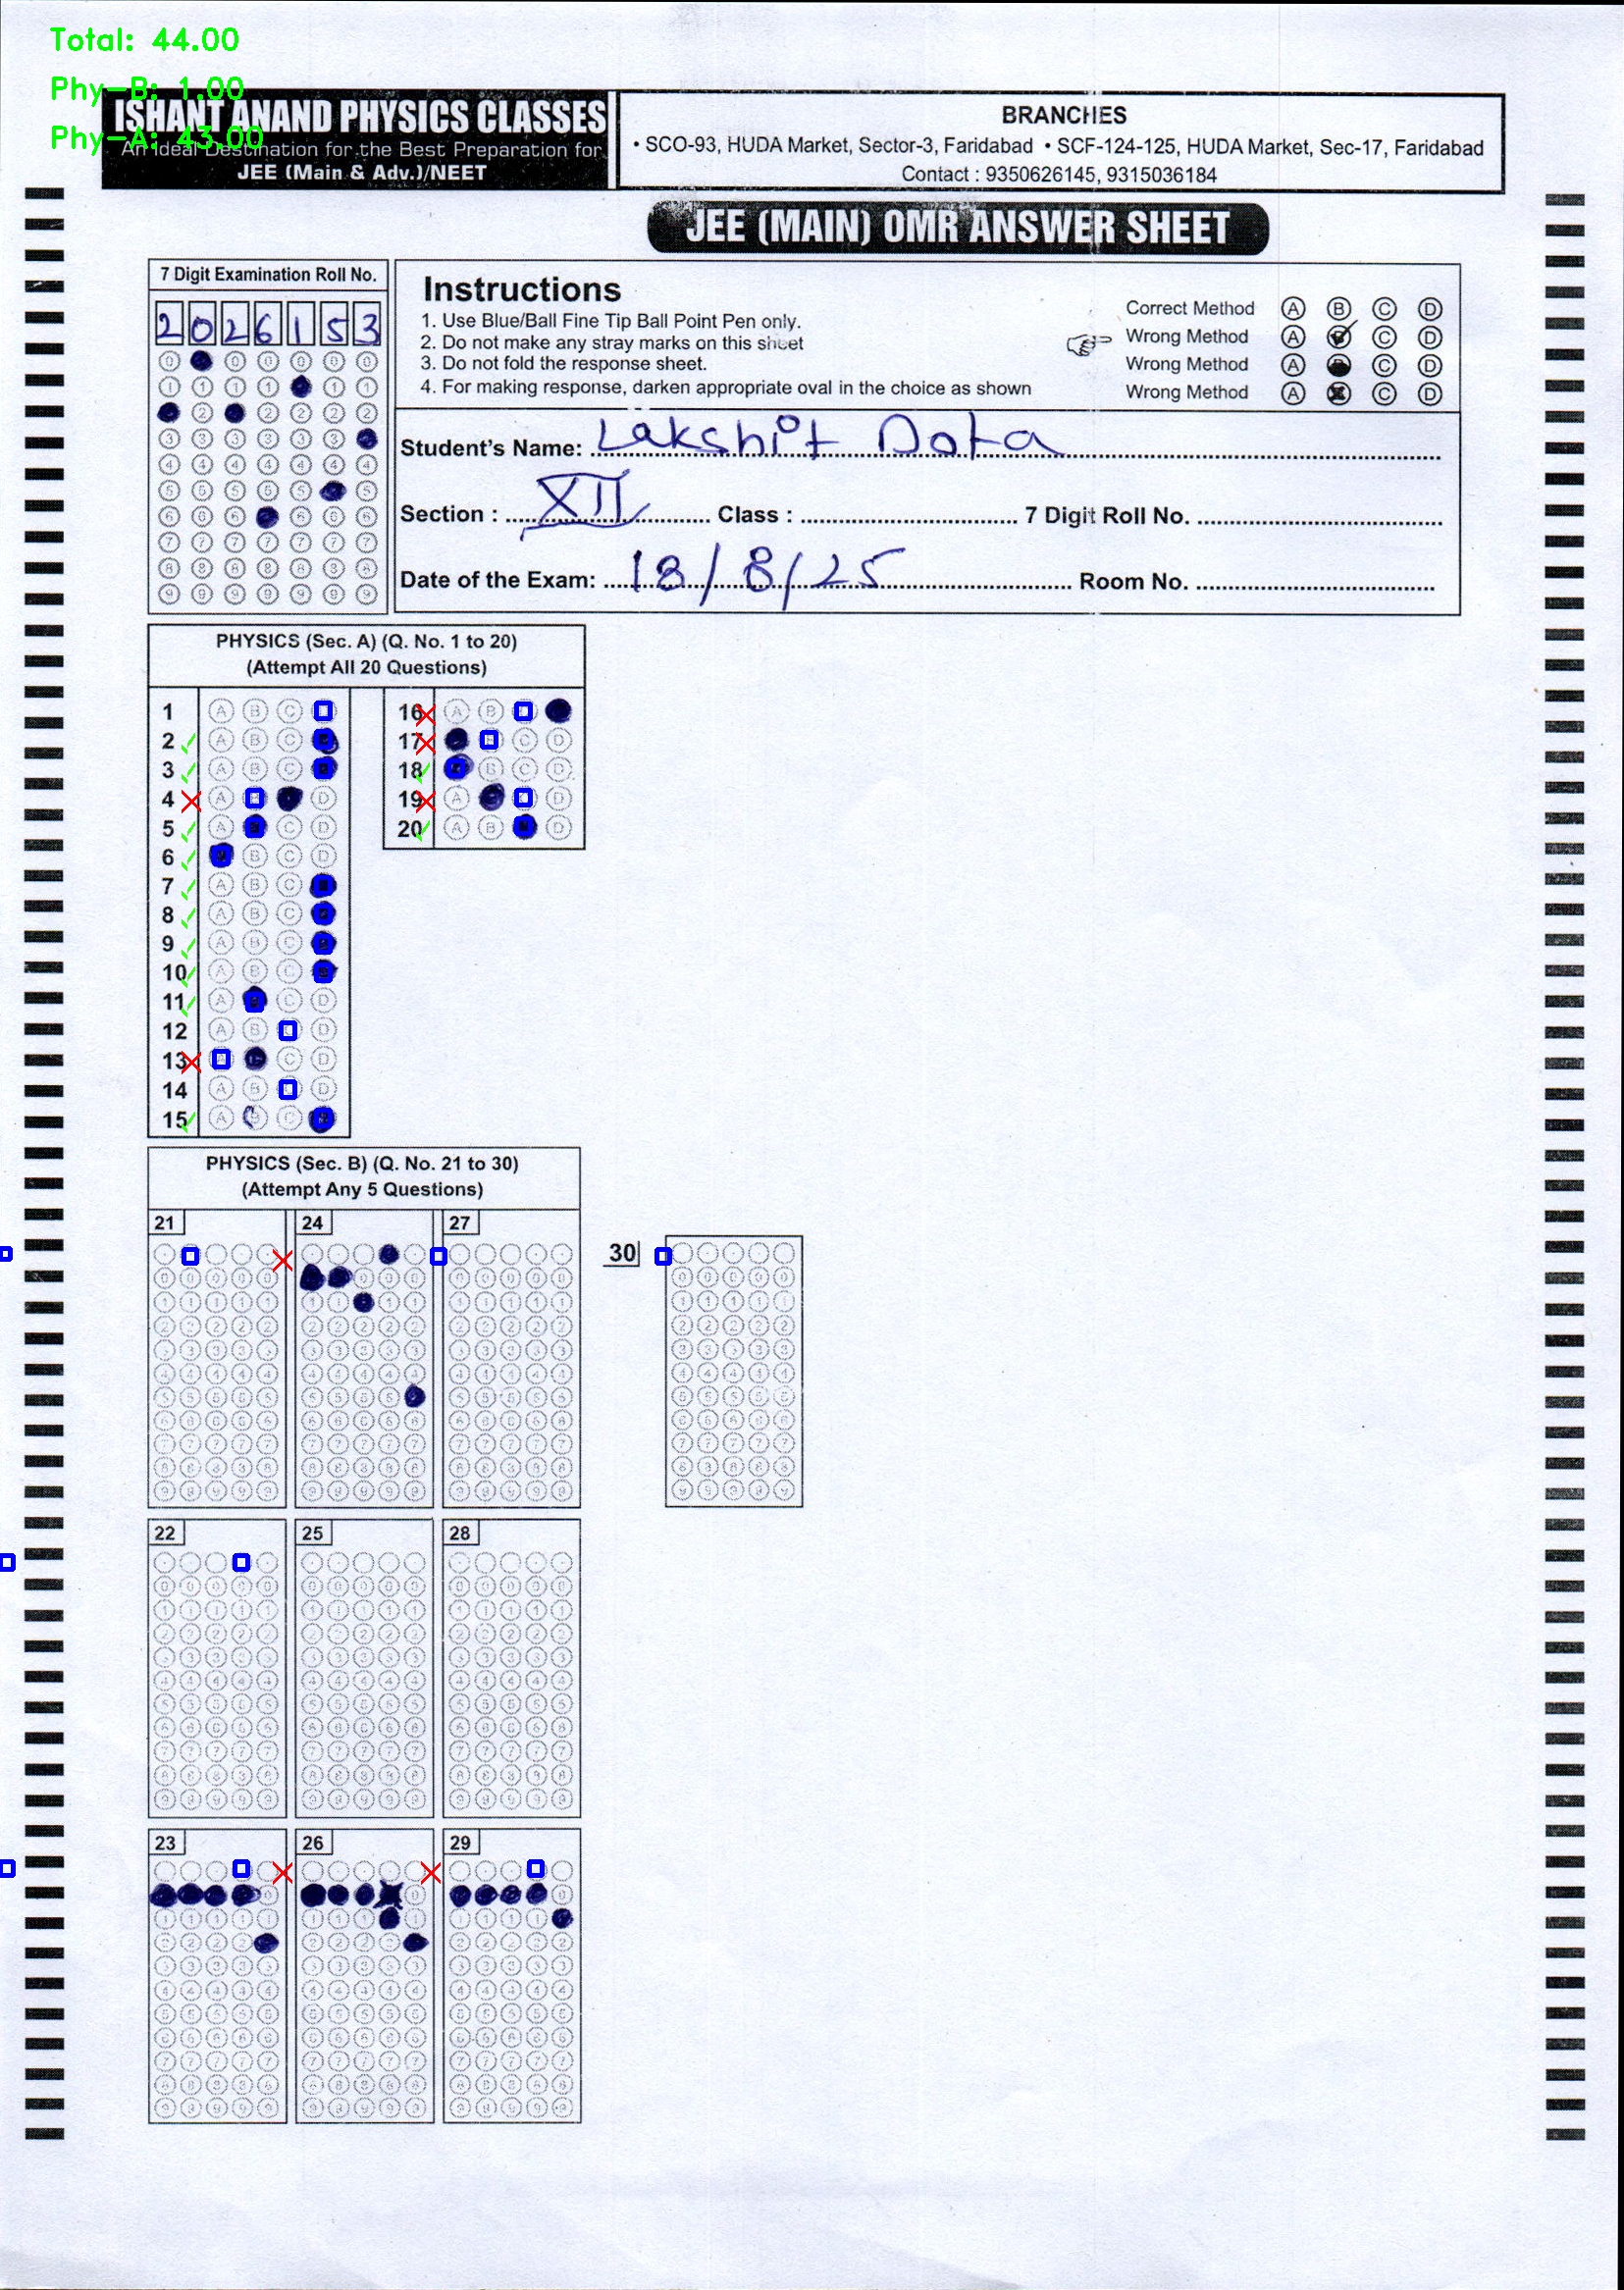 Total: 44.00
Phy-B: 1.00
Phy-A: 43.00
ISHANT ANAND PHYSICS CLASSES
An Ideal Destination for the Best Preparation for
JEE (Main & Adv.)/NEET
BRANCHES
• SCO-93, HUDA Market, Sector-3, Faridabad • SCF-124-125, HUDA Market, Sec-17, Faridabad
Contact : 9350626145, 9315036184
JEE (MAIN) OMR ANSWER SHEET
7 Digit Examination Roll No.
2 0 2 6 1 5 3
Instructions
1. Use Blue/Ball Fine Tip Ball Point Pen only.
2. Do not make any stray marks on this sheet
3. Do not fold the response sheet.
4. For making response, darken appropriate oval in the choice as shown
Correct Method A B C D
Wrong Method A C D
Wrong Method A C D
Wrong Method A C D
Student's Name: Lakshit Data
Section : XII Class : 7 Digit Roll No.
Date of the Exam: 18/8/25 Room No.
PHYSICS (Sec. A) (Q. No. 1 to 20)
(Attempt All 20 Questions)
1 A B C
2 A B C
3 A B C
4 A D
5 A C D
6 B C D
7 A B C
8 A B C
9 A B C
10 A B C
11 A C D
12 A B D
13 C D
14 A B D
15 A B C
16 A B
17 C D
18 B C D
19 A D
20 A B D
PHYSICS (Sec. B) (Q. No. 21 to 30)
(Attempt Any 5 Questions)
21 24 27 30
22 25 28
23 26 29